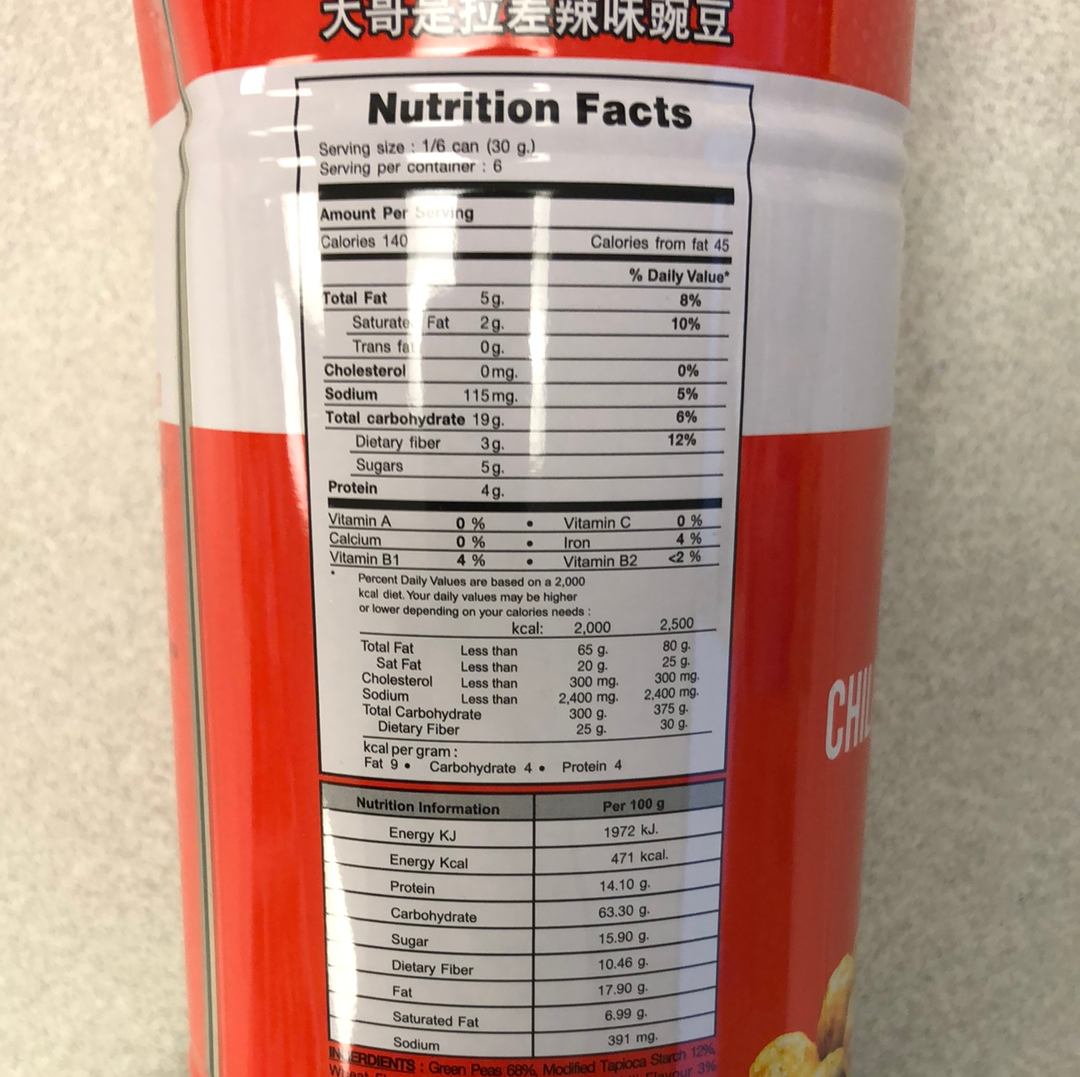 大哥是拉差辣味豌豆
Nutrition Facts
Serving size : 1/6 can (30 g.)
Serving per container : 6
Amount Per Serving
Calories 140 Calories from fat 45
% Daily Value*
Total Fat 5g. 8%
Saturate Fat 2g. 10%
Trans fat 0g.
Cholesterol 0mg. 0%
Sodium 115mg. 5%
Total carbohydrate 19g. 6%
Dietary fiber 3g. 12%
Sugars 5g.
Protein 4g.
Vitamin A 0 % • Vitamin C 0 %
Calcium 0 % • Iron 4 %
Vitamin B1 4 % • Vitamin B2 <2 %
* Percent Daily Values are based on a 2,000
kcal diet. Your daily values may be higher
or lower depending on your calories needs :
kcal: 2,000 2,500
Total Fat Less than 65 g. 80 g.
Sat Fat Less than 20 g. 25 g.
Cholesterol Less than 300 mg. 300 mg.
Sodium Less than 2,400 mg. 2,400 mg.
Total Carbohydrate 300 g. 375 g.
Dietary Fiber 25 g. 30 g.
kcal per gram :
Fat 9 • Carbohydrate 4 • Protein 4
Nutrition Information Per 100 g
Energy KJ 1972 kJ.
Energy Kcal 471 kcal.
Protein 14.10 g.
Carbohydrate 63.30 g.
Sugar 15.90 g.
Dietary Fiber 10.46 g.
Fat 17.90 g.
Saturated Fat 6.99 g.
Sodium 391 mg.
INGERDIENTS : Green Peas 68%, Modified Tapioca Starch 12%,
Wheat Flavour 3%
CHIL